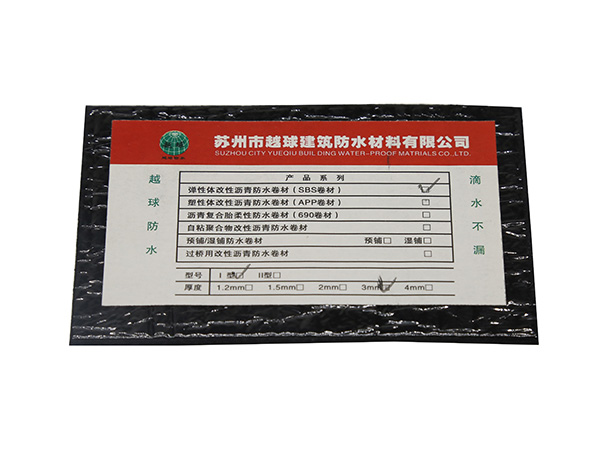 苏州市越球建筑防水材料有限公司
SUZHOU CITY YUEQIU BUILDING WATER-PROOF MATRIALS CO.,LTD.
越球防水
产品系列
弹性体改性沥青防水卷材(SBS卷材)
塑性体改性沥青防水卷材(APP卷材) □
沥青复合胎柔性防水卷材(690卷材) □
自粘聚合物改性沥青防水卷材 □
预铺/湿铺防水卷材 预铺□ 湿铺□
过桥用改性沥青防水卷材 □
型号 I 型□ II型□
厚度 1.2mm□ 1.5mm□ 2mm□ 3mm□ 4mm□
滴水不漏